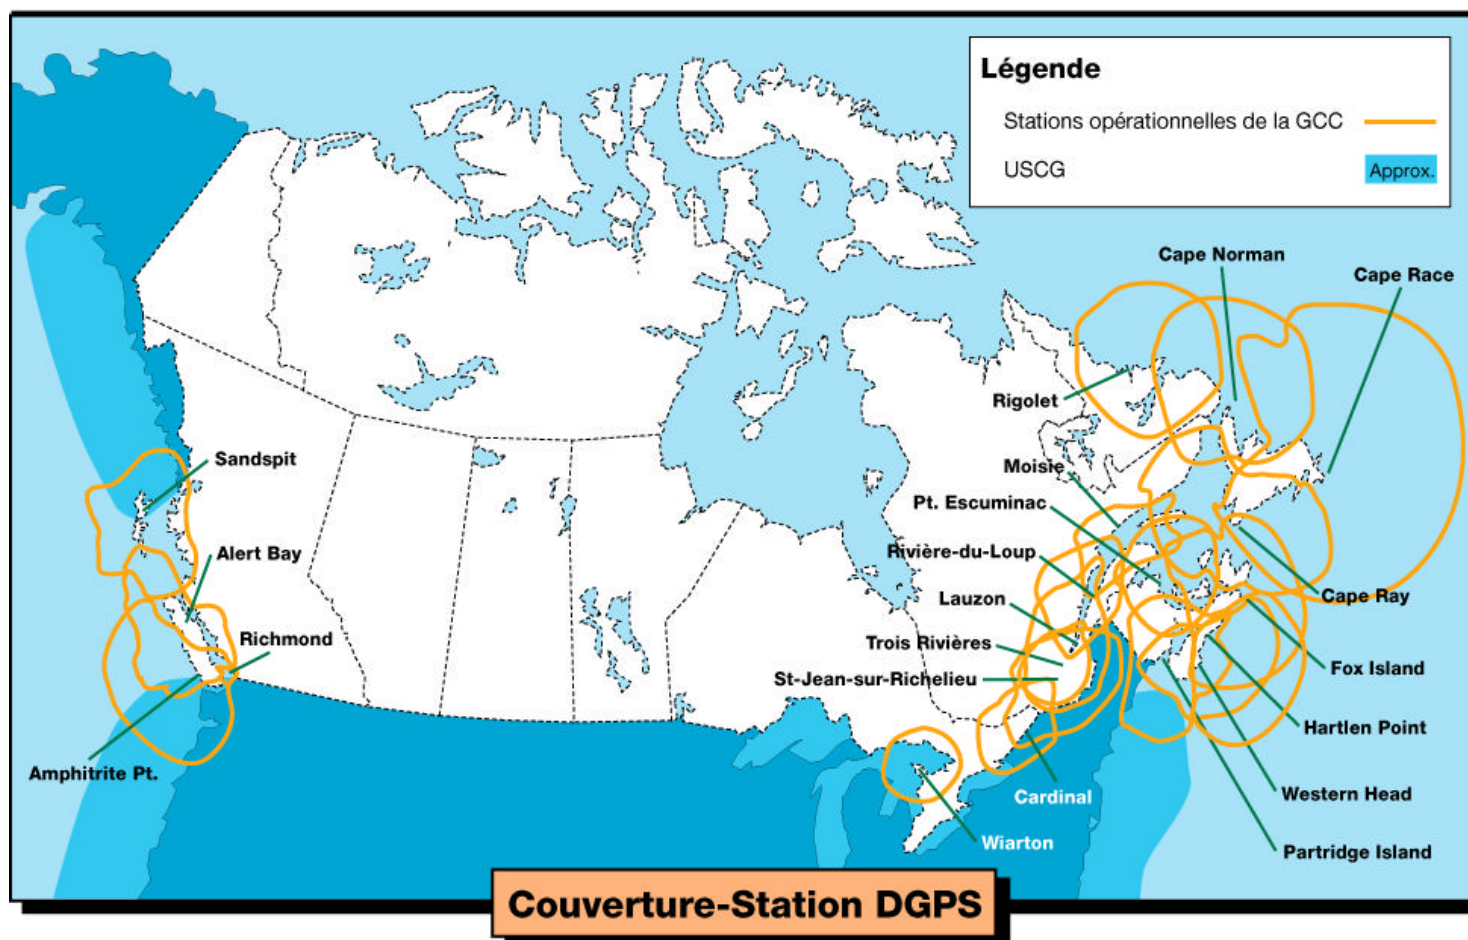 Légende
Stations opérationnelles de la GCC
USCG
Approx.
Cape Norman
Cape Race
Rigolet
Sandspit
Moisie
Pt. Escuminac
Alert Bay
Rivière-du-Loup
Lauzon
Cape Ray
Richmond
Trois Rivières
Fox Island
St-Jean-sur-Richelieu
Hartlen Point
Amphitrite Pt.
Cardinal
Western Head
Wiarton
Partridge Island
Couverture-Station DGPS